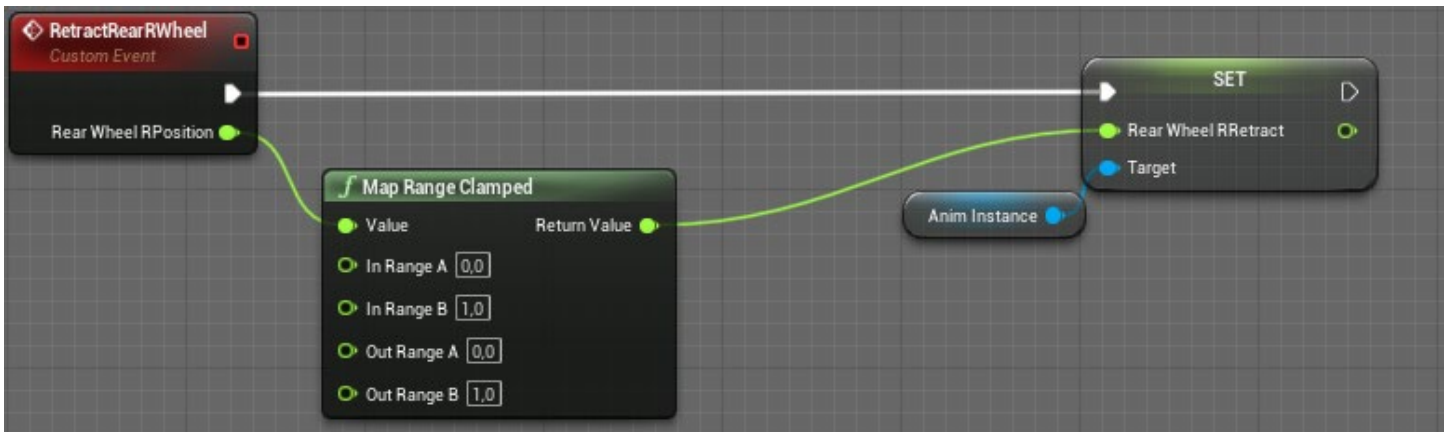 RetractRearRWheel
Custom Event
Rear Wheel RPosition
f Map Range Clamped
Value Return Value
In Range A 0,0
In Range B 1,0
Out Range A 0,0
Out Range B 1,0
Anim Instance
SET
Rear Wheel RRetract
Target